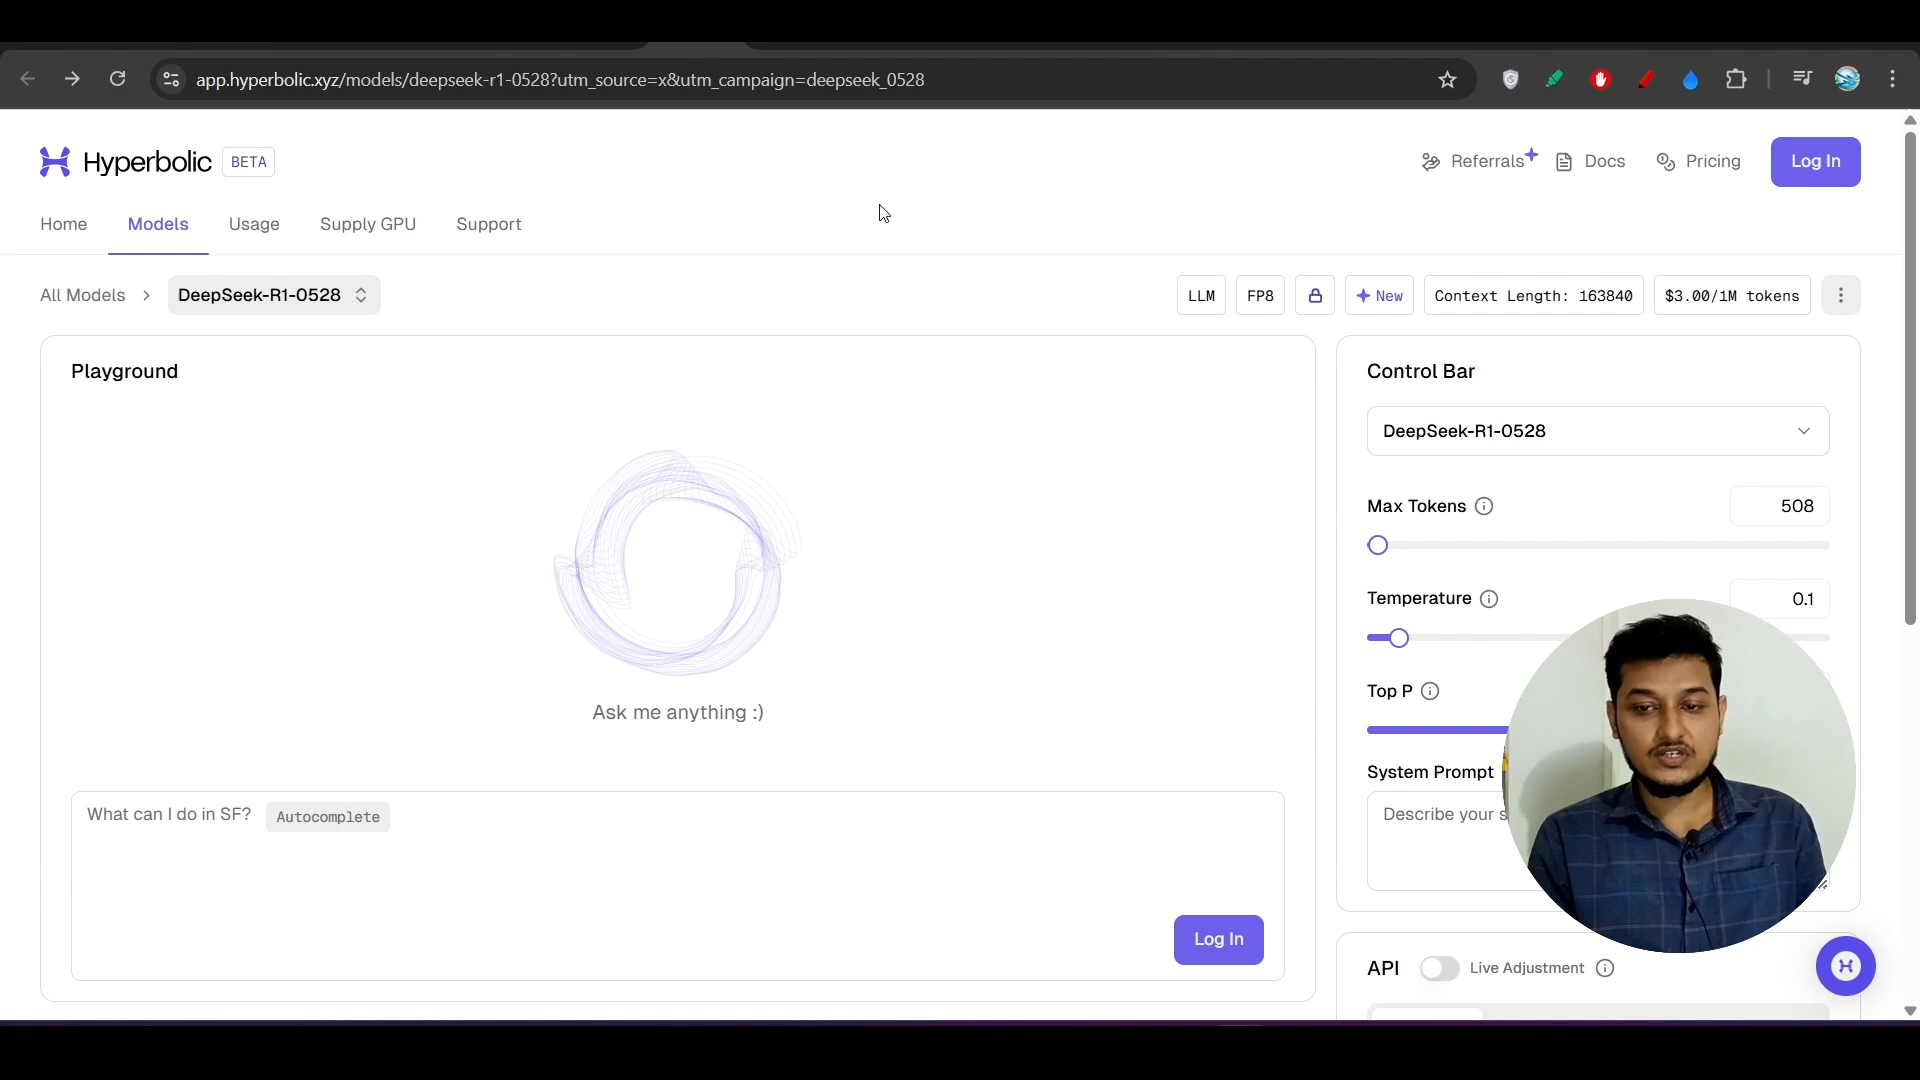 app.hyperbolic.xyz/models/deepseek-r1-0528?utm_source=x&utm_campaign=deepseek_0528
Hyperbolic BETA
Referrals Docs Pricing Log In
Home Models Usage Supply GPU Support
All Models > DeepSeek-R1-0528
LLM FP8 New Context Length: 163840 $3.00/1M tokens
Playground
Ask me anything :)
What can I do in SF? Autocomplete
Log In
Control Bar
DeepSeek-R1-0528
Max Tokens 508
Temperature 0.1
Top P
System Prompt
Describe your s
API Live Adjustment